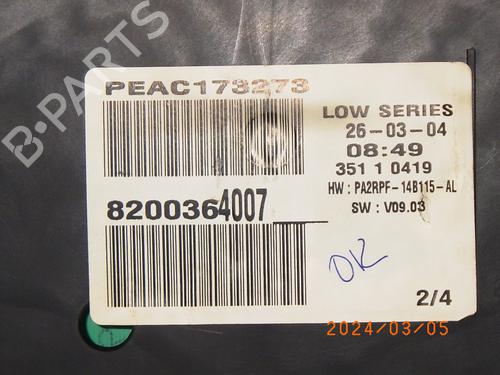 PEAC173273
LOW SERIES
26-03-04
08:49
351 1 0419
HW : PA2RPF-14B115-AL
SW : V09.03
8200364007
OK
2/4
B-PARTS
2024/03/05